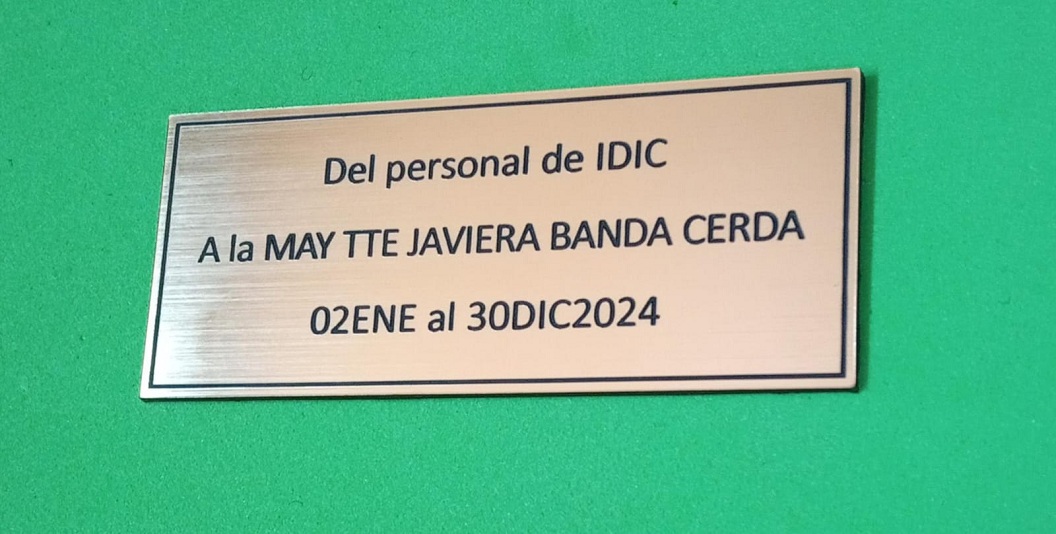 Del personal de IDIC
A la MAY TTE JAVIERA BANDA CERDA
02ENE al 30DIC2024